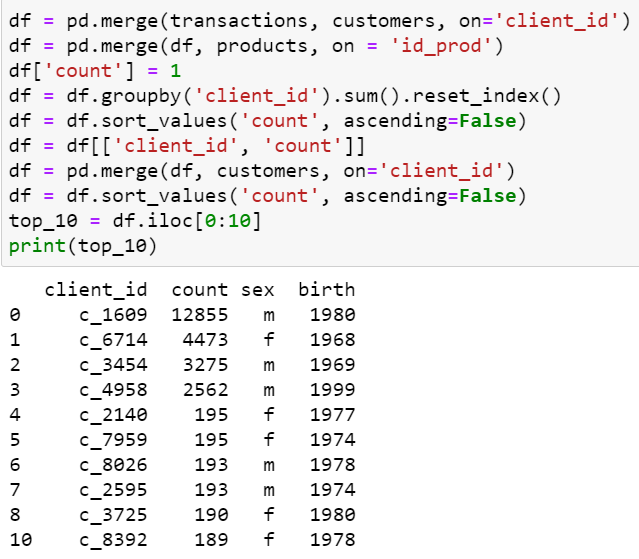 df = pd.merge(transactions, customers, on='client_id')
df = pd.merge(df, products, on = 'id_prod')
df['count'] = 1
df = df.groupby('client_id').sum().reset_index()
df = df.sort_values('count', ascending=False)
df = df[['client_id', 'count']]
df = pd.merge(df, customers, on='client_id')
df = df.sort_values('count', ascending=False)
top_10 = df.iloc[0:10]
print(top_10)
client_id count sex birth
0 c_1609 12855 m 1980
1 c_6714 4473 f 1968
2 c_3454 3275 m 1969
3 c_4958 2562 m 1999
4 c_2140 195 f 1977
5 c_7959 195 f 1974
6 c_8026 193 m 1978
7 c_2595 193 m 1974
8 c_3725 190 f 1980
10 c_8392 189 f 1978